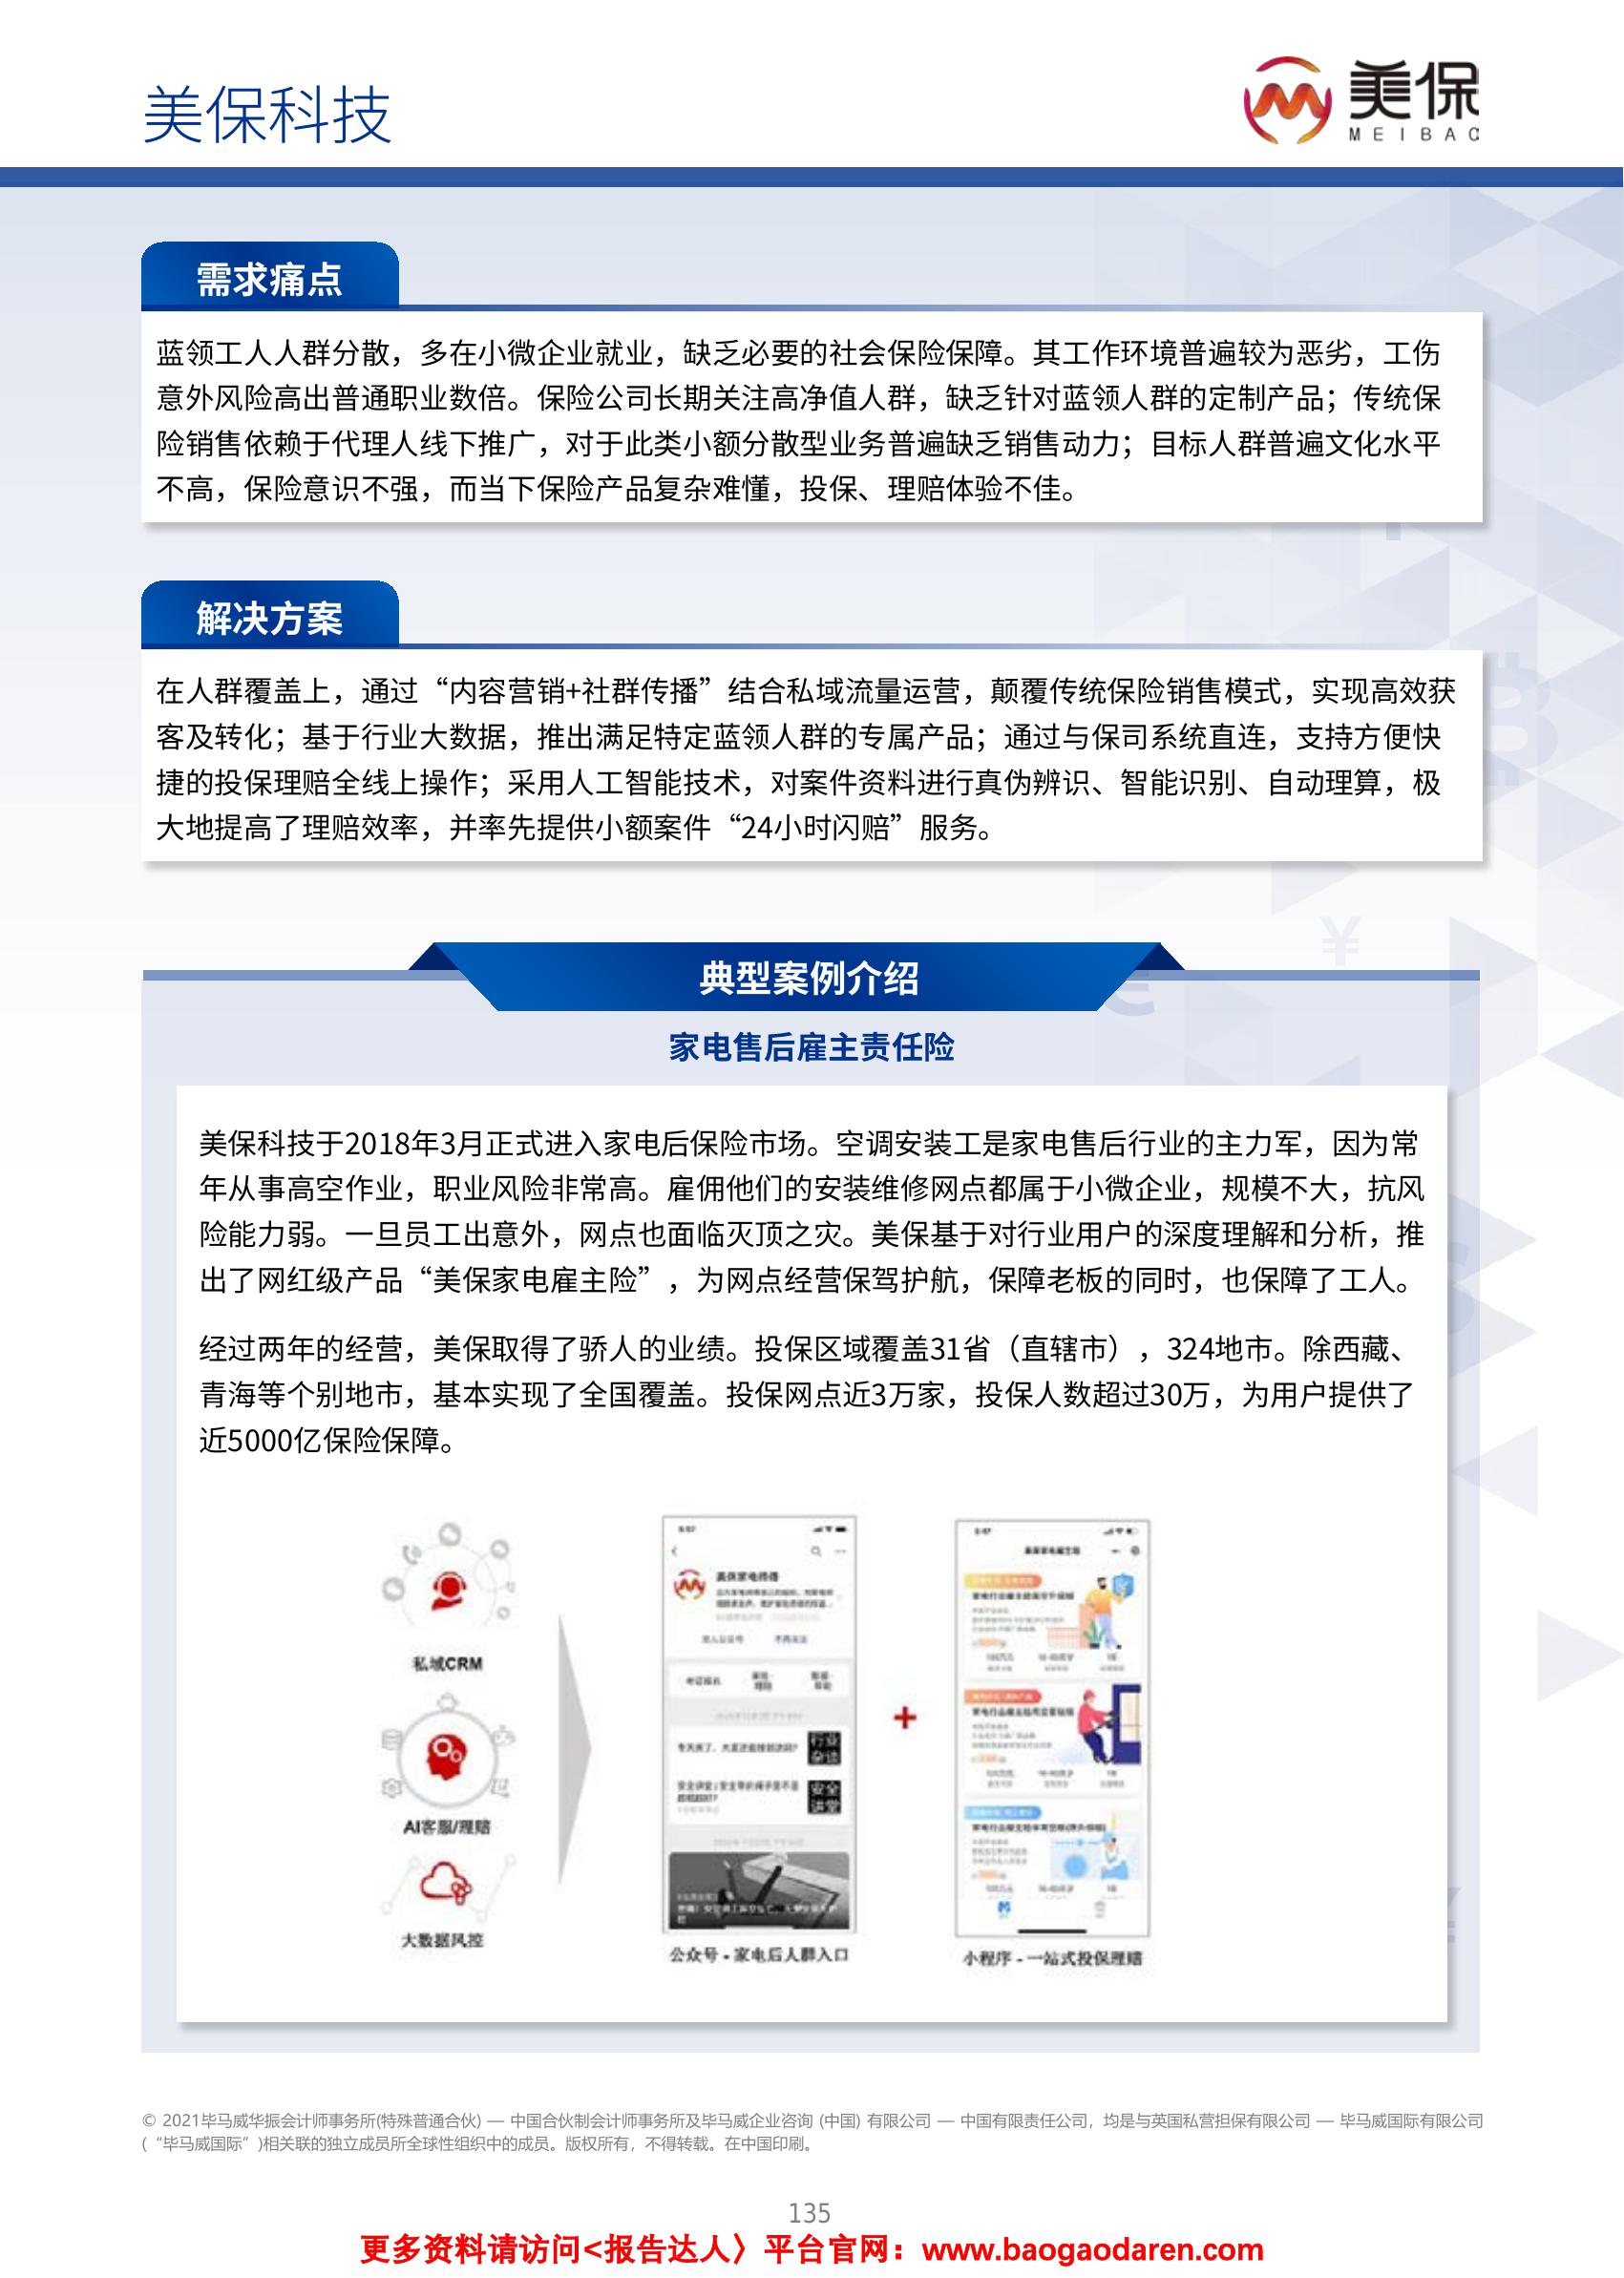 美保科技
美保
MEIBAO
需求痛点
蓝领工人人群分散，多在小微企业就业，缺乏必要的社会保险保障。其工作环境普遍较为恶劣，工伤
意外风险高出普通职业数倍。保险公司长期关注高净值人群，缺乏针对蓝领人群的定制产品；传统保
险销售依赖于代理人线下推广，对于此类小额分散型业务普遍缺乏销售动力；目标人群普遍文化水平
不高，保险意识不强，而当下保险产品复杂难懂，投保、理赔体验不佳。
解决方案
在人群覆盖上，通过“内容营销+社群传播”结合私域流量运营，颠覆传统保险销售模式，实现高效获
客及转化；基于行业大数据，推出满足特定蓝领人群的专属产品；通过与保司系统直连，支持方便快
捷的投保理赔全线上操作；采用人工智能技术，对案件资料进行真伪辨识、智能识别、自动理算，极
大地提高了理赔效率，并率先提供小额案件“24小时闪赔”服务。
典型案例介绍
家电售后雇主责任险
美保科技于2018年3月正式进入家电后保险市场。空调安装工是家电售后行业的主力军，因为常
年从事高空作业，职业风险非常高。雇佣他们的安装维修网点都属于小微企业，规模不大，抗风
险能力弱。一旦员工出意外，网点也面临灭顶之灾。美保基于对行业用户的深度理解和分析，推
出了网红级产品“美保家电雇主险”，为网点经营保驾护航，保障老板的同时，也保障了工人。
经过两年的经营，美保取得了骄人的业绩。投保区域覆盖31省（直辖市），324地市。除西藏、
青海等个别地市，基本实现了全国覆盖。投保网点近3万家，投保人数超过30万，为用户提供了
近5000亿保险保障。
私域CRM
AI客服/理赔
大数据风控
行业
杂谈
安全
讲堂
+
公众号 - 家电后人群入口
小程序 - 一站式投保理赔
© 2021毕马威华振会计师事务所(特殊普通合伙) — 中国合伙制会计师事务所及毕马威企业咨询 (中国) 有限公司 — 中国有限责任公司，均是与英国私营担保有限公司 — 毕马威国际有限公司
(“毕马威国际”)相关联的独立成员所全球性组织中的成员。版权所有，不得转载。在中国印刷。
135
更多资料请访问<报告达人〉平台官网：www.baogaodaren.com